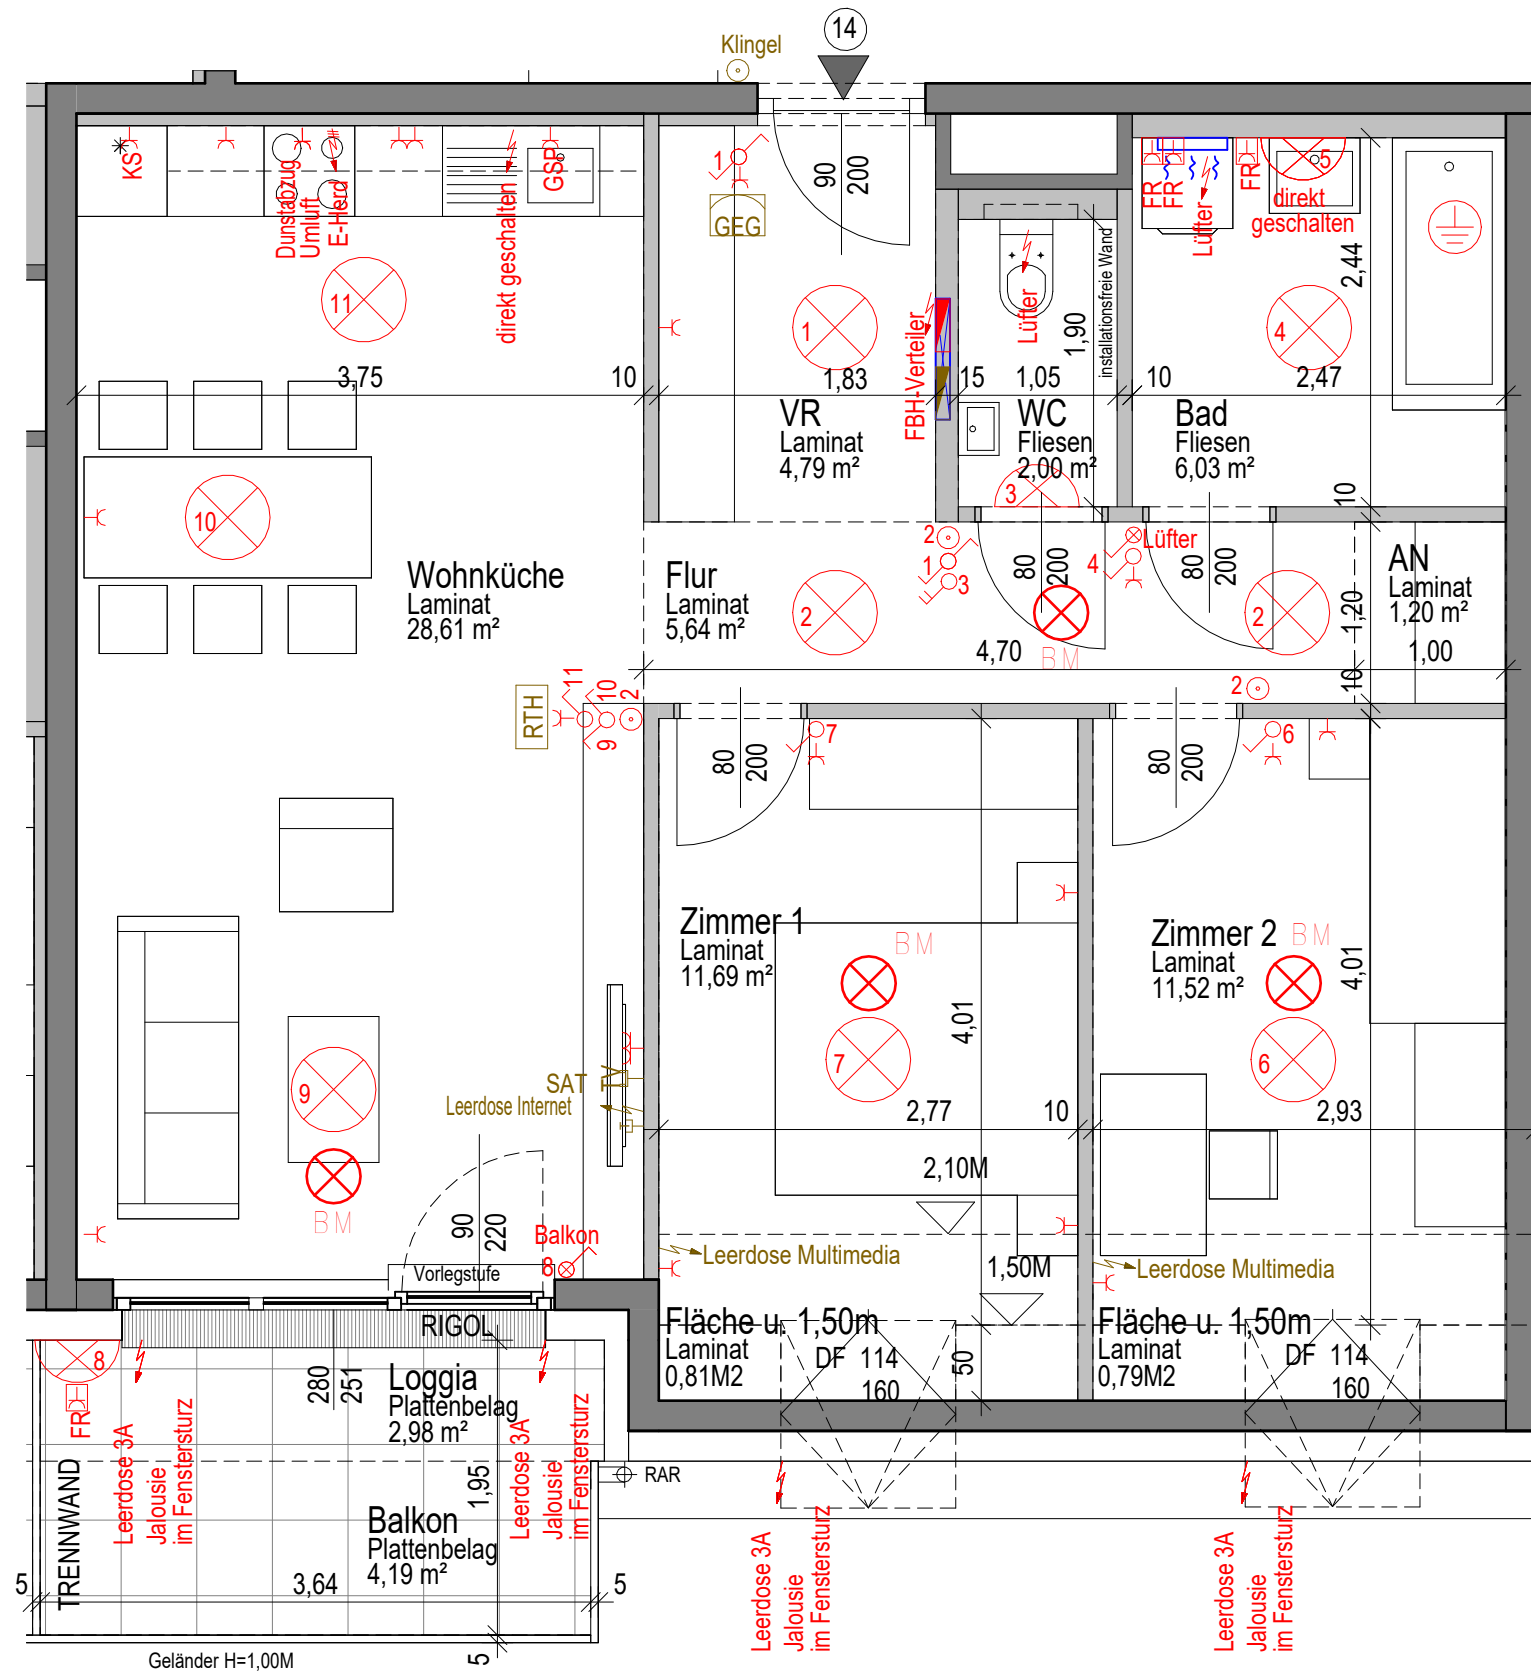 14
Klingel
KS
Dunstabzug
Umluft
E-Herd
direkt geschalten
GSP
1
GEG
90
200
FR
FR
Lüfter
FR
5
direkt
geschalten
2,44
11
1
FBH-Verteiler
Lüfter
1,90
installationsfreie Wand
4
3,75
10
1,83
15
1,05
10
2,47
VR
Laminat
4,79 m²
WC
Fliesen
2,00 m²
3
Bad
Fliesen
6,03 m²
10
10
Wohnküche
Laminat
28,61 m²
Flur
Laminat
5,64 m²
2
2
1
3
80
200
BM
4
Lüfter
80
200
2
AN
Laminat
1,20 m²
1,20
1,00
4,70
10
RTH
11
10
9
2
2
80
200
7
80
200
6
Zimmer 1
Laminat
11,69 m²
BM
7
4,01
Zimmer 2
Laminat
11,52 m²
BM
6
4,01
9
BM
SAT
TV
Leerdose Internet
2,77
10
2,93
2,10M
90
220
Balkon
8
Vorlegstufe
Leerdose Multimedia
1,50M
Leerdose Multimedia
RIGOL
Fläche u. 1,50m
Laminat
0,81M2
DF 114
160
50
Fläche u. 1,50m
Laminat
0,79M2
DF 114
160
8
FR
280
251
Loggia
Plattenbelag
2,98 m²
Leerdose 3A
Jalousie
im Fenstersturz
Leerdose 3A
Jalousie
im Fenstersturz
1,95
RAR
TRENNWAND
Balkon
Plattenbelag
4,19 m²
5
3,64
5
Leerdose 3A
Jalousie
im Fenstersturz
Leerdose 3A
Jalousie
im Fenstersturz
Geländer H=1,00M
5